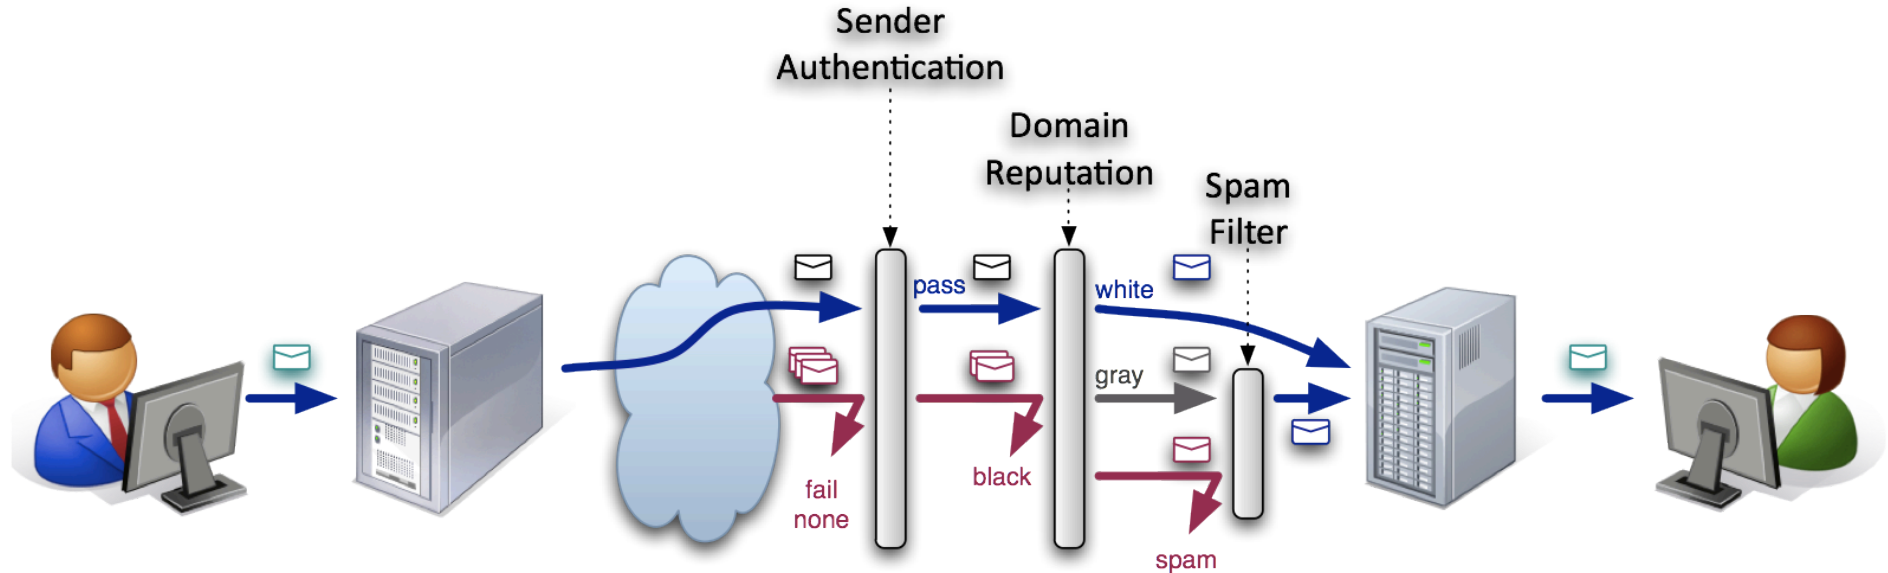 Sender
Authentication
Domain
Reputation
Spam
Filter
pass
white
gray
fail
none
black
spam